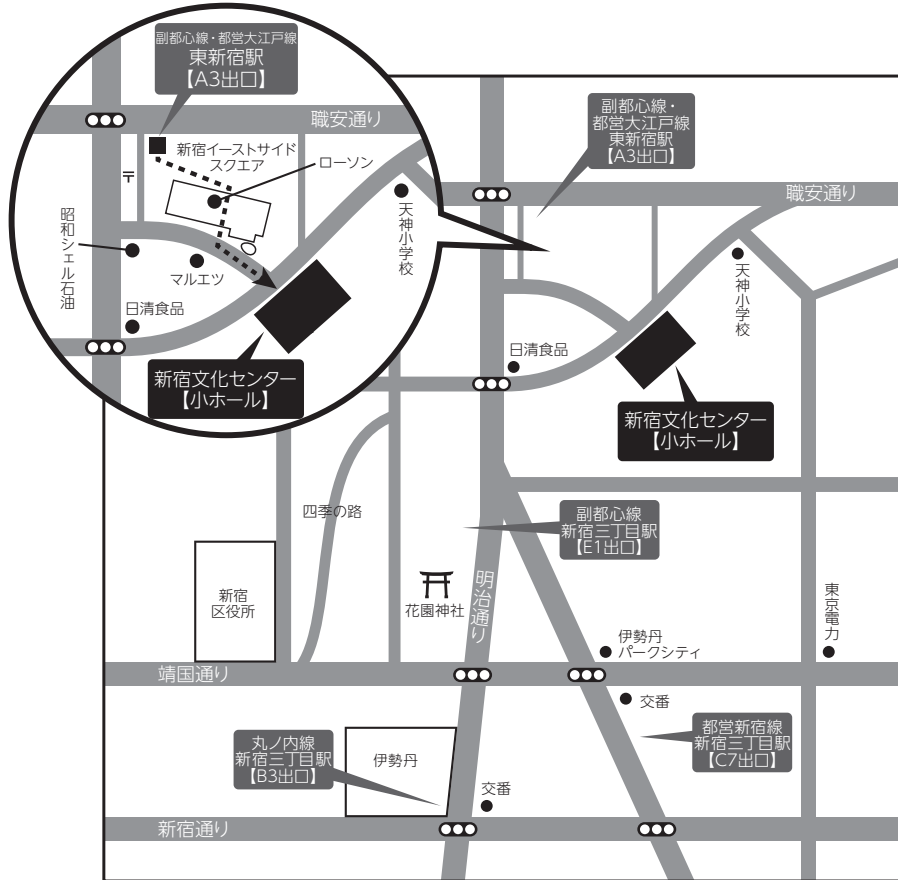 副都心線・都営大江戸線
東新宿駅
【A3出口】
職安通り
新宿イーストサイド
スクエア
ローソン
〒
昭和シェル石油
マルエツ
日清食品
天神小学校
新宿文化センター
【小ホール】
副都心線・
都営大江戸線
東新宿駅
【A3出口】
職安通り
天神小学校
日清食品
新宿文化センター
【小ホール】
四季の路
副都心線
新宿三丁目駅
【E1出口】
新宿
区役所
花園神社
明治通り
伊勢丹
パークシティ
東京電力
靖国通り
交番
丸ノ内線
新宿三丁目駅
【B3出口】
伊勢丹
都営新宿線
新宿三丁目駅
【C7出口】
交番
新宿通り